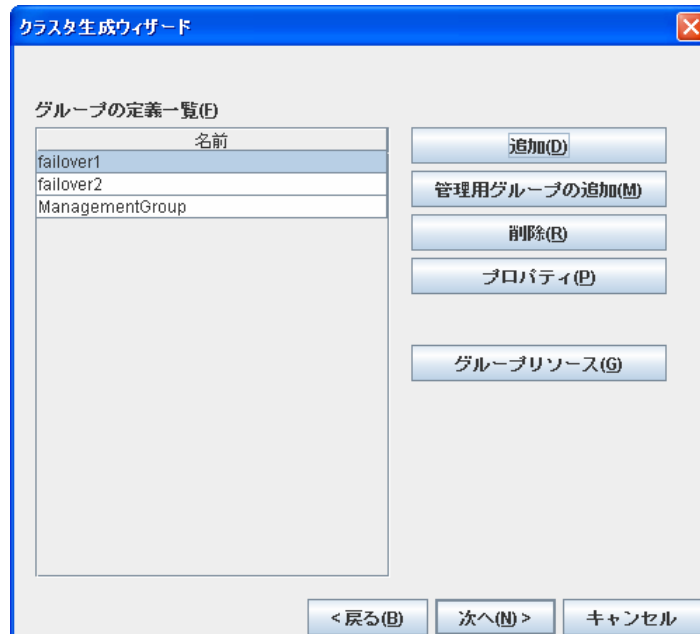 クラスタ生成ウィザード
グループの定義一覧(F)
名前
failover1
failover2
ManagementGroup
追加(D)
管理用グループの追加(M)
削除(R)
プロパティ(P)
グループリソース(G)
< 戻る(B)
次へ(N) >
キャンセル